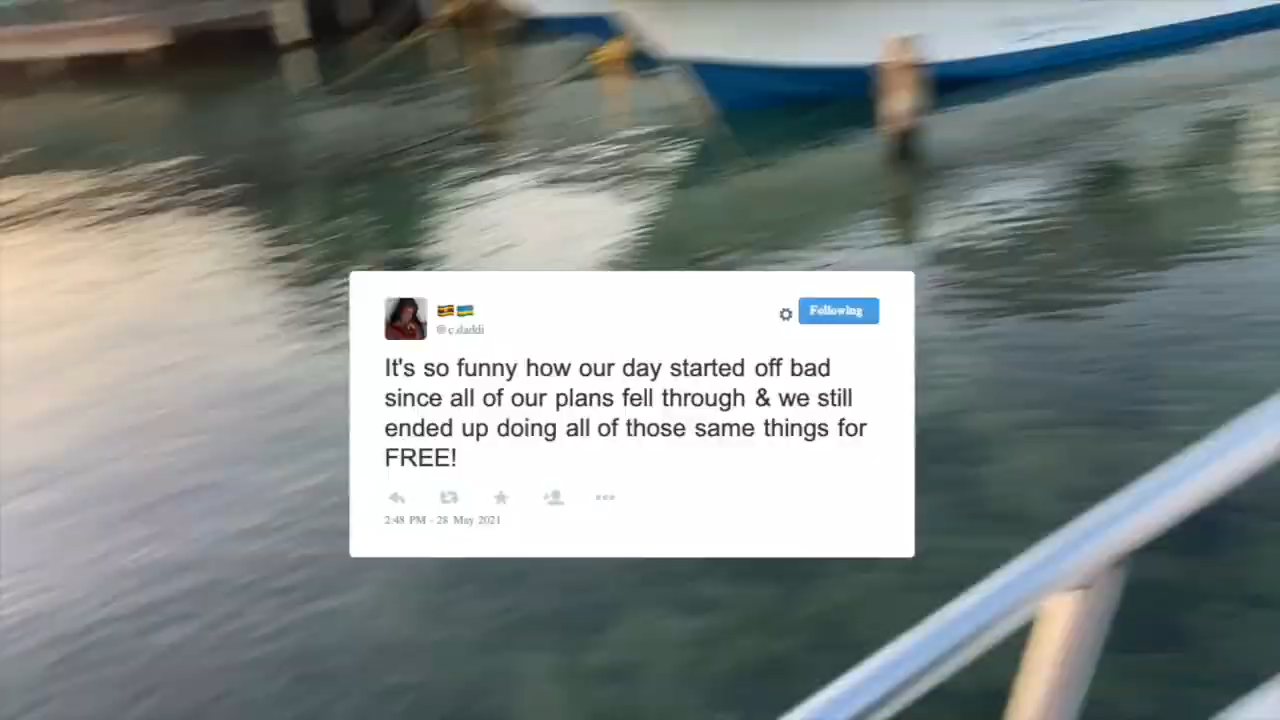 🇺🇬🇷🇼
@c.daddi
Following
It's so funny how our day started off bad
since all of our plans fell through & we still
ended up doing all of those same things for
FREE!
2:48 PM - 28 May 2021